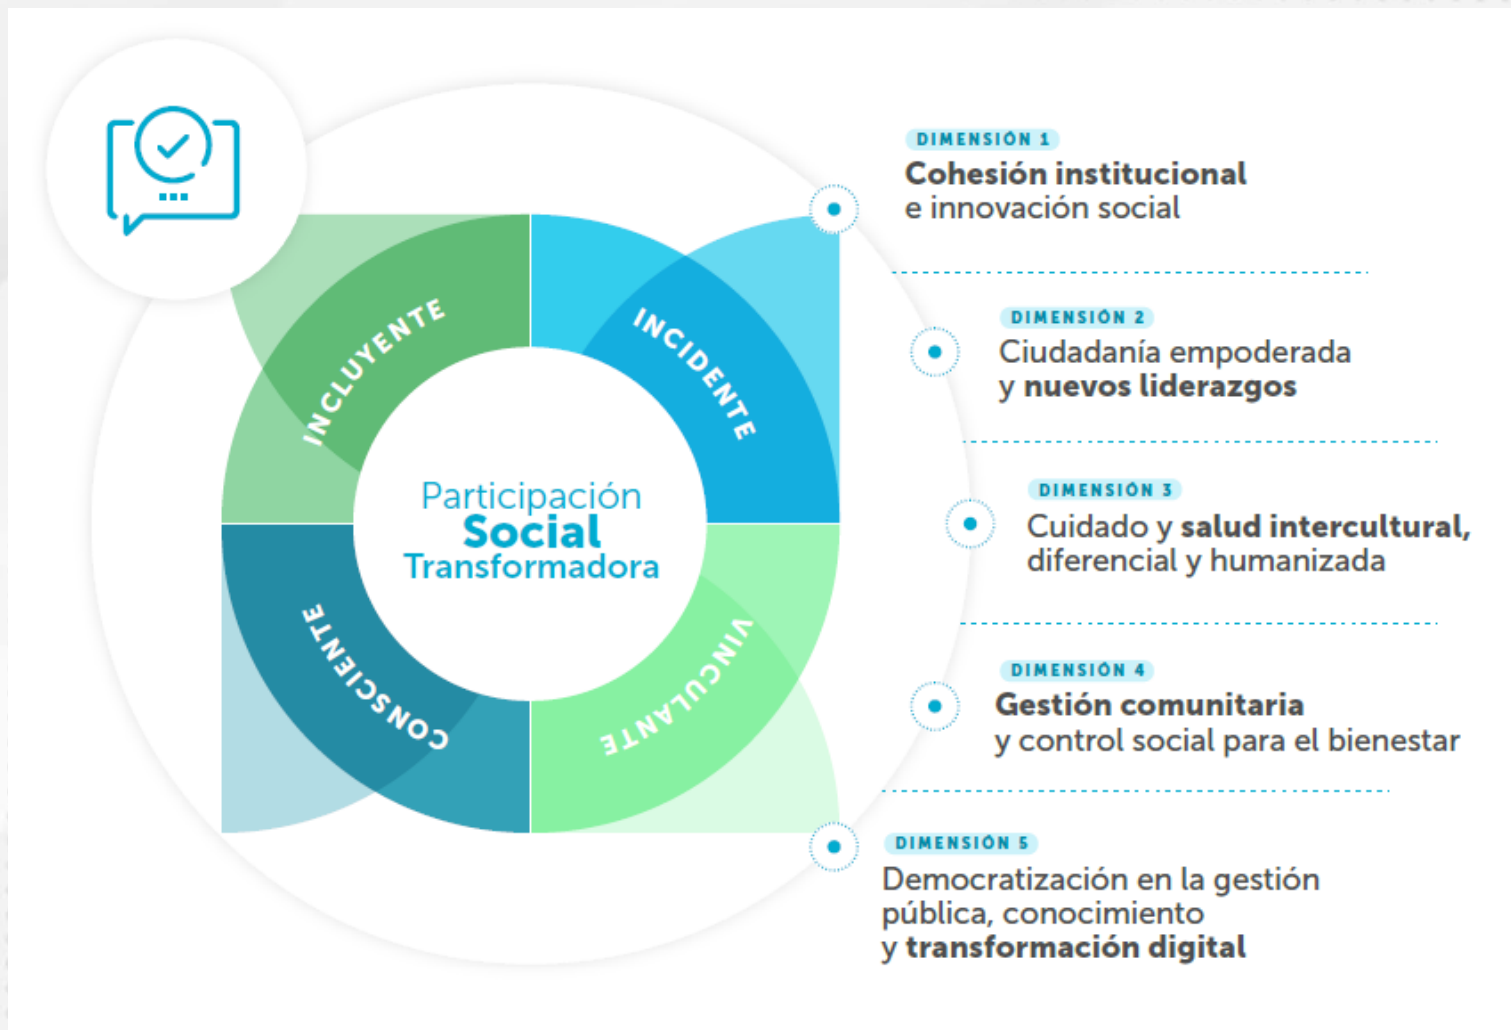 INCLUYENTE
INCIDENTE
CONSCIENTE
VINCULANTE
Participación
Social
Transformadora
DIMENSIÓN 1
Cohesión institucional
e innovación social
DIMENSIÓN 2
Ciudadanía empoderada
y nuevos liderazgos
DIMENSIÓN 3
Cuidado y salud intercultural,
diferencial y humanizada
DIMENSIÓN 4
Gestión comunitaria
y control social para el bienestar
DIMENSIÓN 5
Democratización en la gestión
pública, conocimiento
y transformación digital